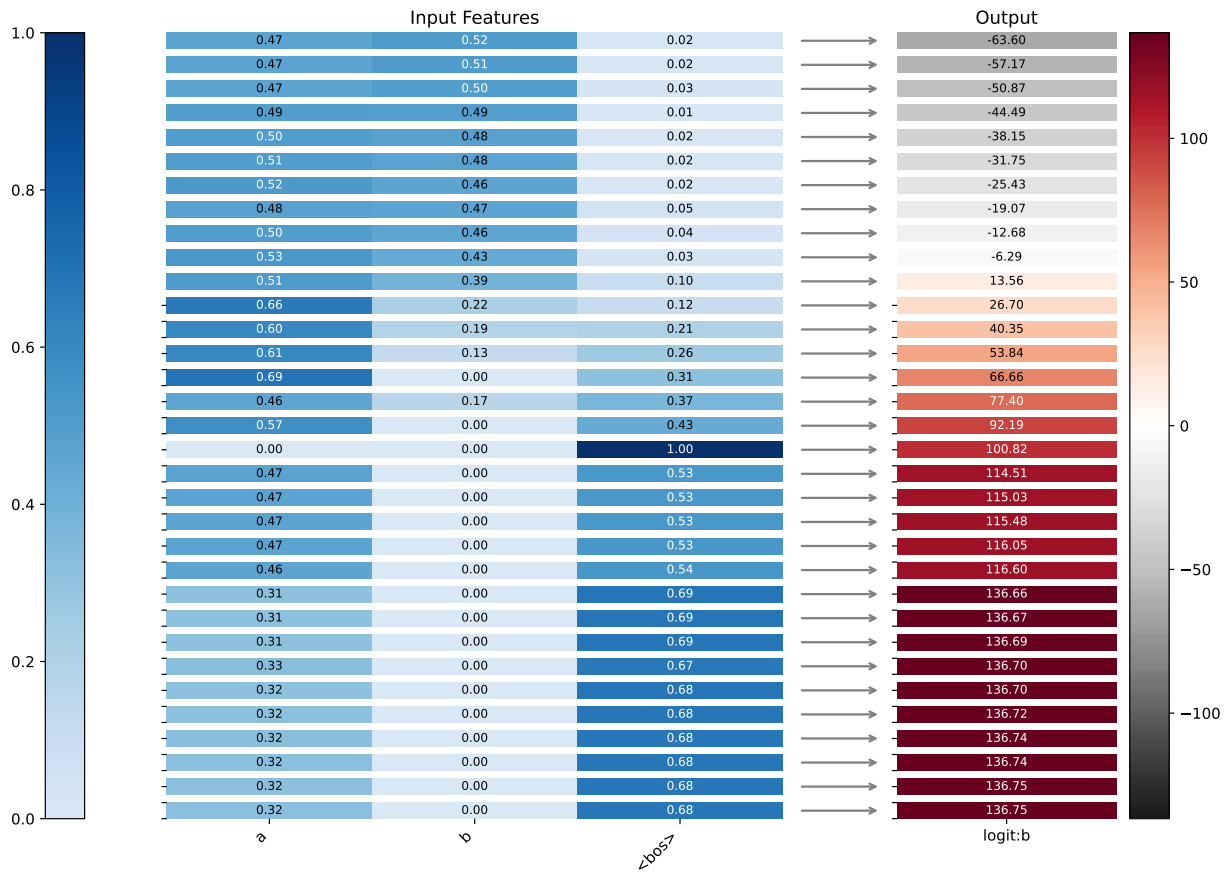 Input Features Output
1.0
0.47 0.52 0.02 -63.60
0.47 0.51 0.02 -57.17
0.47 0.50 0.03 -50.87
0.49 0.49 0.01 -44.49
100
0.50 0.48 0.02 -38.15
0.51 0.48 0.02 -31.75
0.8
0.52 0.46 0.02 -25.43
0.48 0.47 0.05 -19.07
0.50 0.46 0.04 -12.68
0.53 0.43 0.03 -6.29
0.51 0.39 0.10 13.56
50
0.66 0.22 0.12 26.70
0.60 0.19 0.21 40.35
0.6
0.61 0.13 0.26 53.84
0.69 0.00 0.31 66.66
0.46 0.17 0.37 77.40
0.57 0.00 0.43 92.19
0
0.00 0.00 1.00 100.82
0.47 0.00 0.53 114.51
0.47 0.00 0.53 115.03
0.4
0.47 0.00 0.53 115.48
0.47 0.00 0.53 116.05
0.46 0.00 0.54 116.60
−50
0.31 0.00 0.69 136.66
0.31 0.00 0.69 136.67
0.31 0.00 0.69 136.69
0.2
0.33 0.00 0.67 136.70
0.32 0.00 0.68 136.70
0.32 0.00 0.68 136.72
−100
0.32 0.00 0.68 136.74
0.32 0.00 0.68 136.74
0.32 0.00 0.68 136.75
0.32 0.00 0.68 136.75
0.0
a b <bos> logit:b